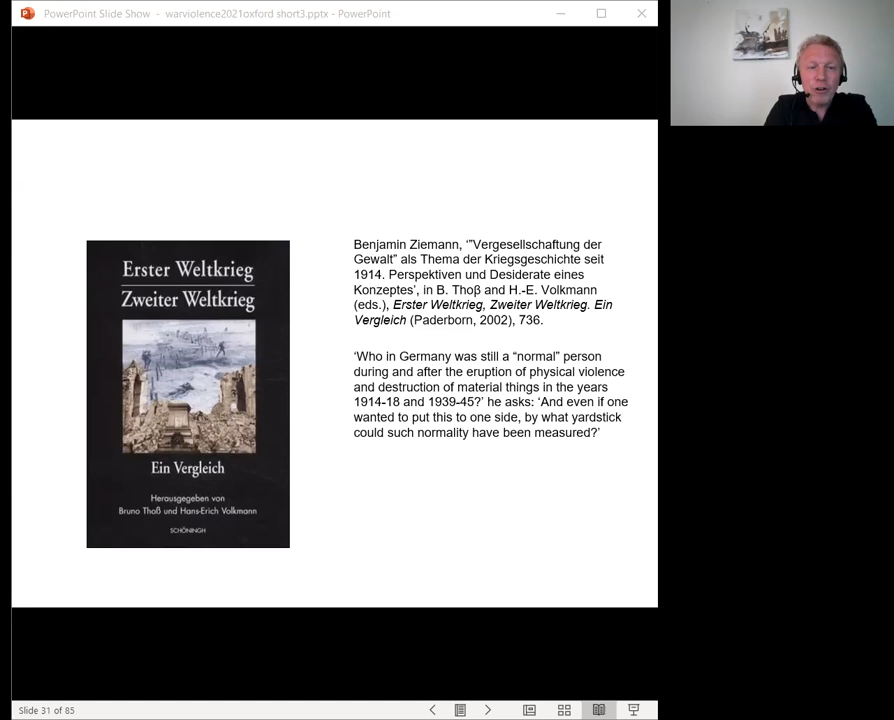 PowerPoint Slide Show - warviolence2021oxford short3.pptx - PowerPoint
Erster Weltkrieg
Zweiter Weltkrieg
Ein Vergleich
Herausgegeben von
Bruno Thoß und Hans-Erich Volkmann
SCHÖNINGH
Benjamin Ziemann, ‘”Vergesellschaftung der
Gewalt” als Thema der Kriegsgeschichte seit
1914. Perspektiven und Desiderate eines
Konzeptes’, in B. Thoβ and H.-E. Volkmann
(eds.), Erster Weltkrieg, Zweiter Weltkrieg. Ein
Vergleich (Paderborn, 2002), 736.
‘Who in Germany was still a “normal” person
during and after the eruption of physical violence
and destruction of material things in the years
1914-18 and 1939-45?’ he asks: ‘And even if one
wanted to put this to one side, by what yardstick
could such normality have been measured?’
Slide 31 of 85